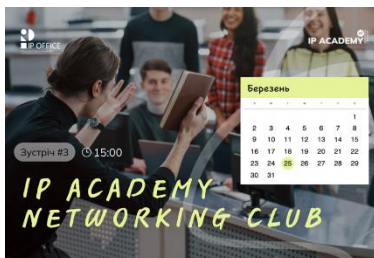 IP OFFICE
IP ACADEMY
Березень
1
2 3 4 5 6 7 8
9 10 11 12 13 14 15
16 17 18 19 20 21 22
23 24 25 26 27 28 29
30 31
Зустріч #3 15:00
IP ACADEMY
NETWORKING CLUB